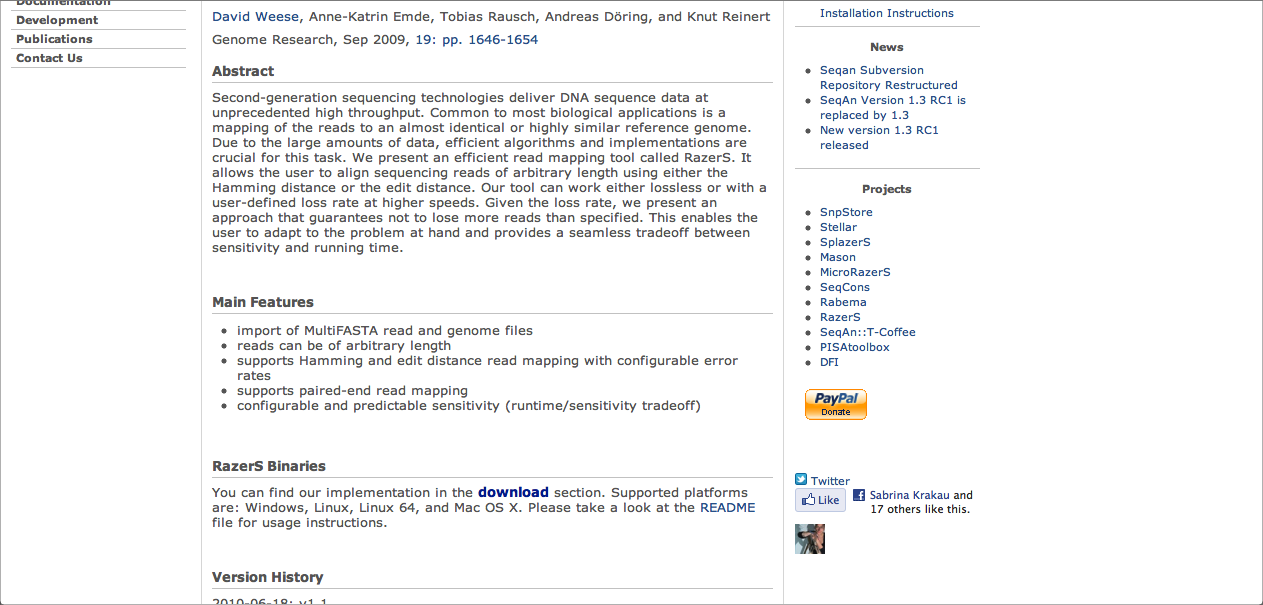 Documentation
Development
Publications
Contact Us
David Weese, Anne-Katrin Emde, Tobias Rausch, Andreas Döring, and Knut Reinert
Genome Research, Sep 2009, 19: pp. 1646-1654
Abstract
Second-generation sequencing technologies deliver DNA sequence data at
unprecedented high throughput. Common to most biological applications is a
mapping of the reads to an almost identical or highly similar reference genome.
Due to the large amounts of data, efficient algorithms and implementations are
crucial for this task. We present an efficient read mapping tool called RazerS. It
allows the user to align sequencing reads of arbitrary length using either the
Hamming distance or the edit distance. Our tool can work either lossless or with a
user-defined loss rate at higher speeds. Given the loss rate, we present an
approach that guarantees not to lose more reads than specified. This enables the
user to adapt to the problem at hand and provides a seamless tradeoff between
sensitivity and running time.
Main Features
import of MultiFASTA read and genome files
reads can be of arbitrary length
supports Hamming and edit distance read mapping with configurable error
rates
supports paired-end read mapping
configurable and predictable sensitivity (runtime/sensitivity tradeoff)
RazerS Binaries
You can find our implementation in the download section. Supported platforms
are: Windows, Linux, Linux 64, and Mac OS X. Please take a look at the README
file for usage instructions.
Version History
2010-06-18: v1.1
Installation Instructions
News
Seqan Subversion
Repository Restructured
SeqAn Version 1.3 RC1 is
replaced by 1.3
New version 1.3 RC1
released
Projects
SnpStore
Stellar
SplazerS
Mason
MicroRazerS
SeqCons
Rabema
RazerS
SeqAn::T-Coffee
PISAtoolbox
DFI
PayPal
Donate
Twitter
Like
Sabrina Krakau and
17 others like this.